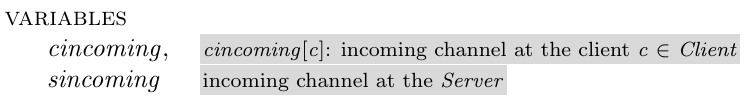 VARIABLES
cincoming, cincoming[c]: incoming channel at the client c ∈ Client
sincoming incoming channel at the Server